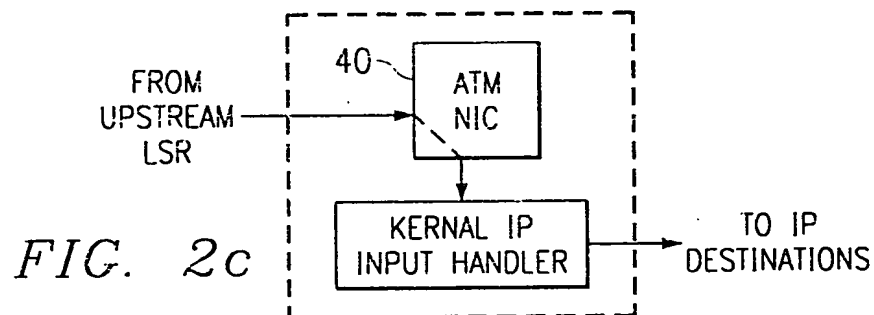 40
ATM
NIC
FROM
UPSTREAM
LSR
KERNAL IP
INPUT HANDLER
TO IP
DESTINATIONS
FIG. 2c